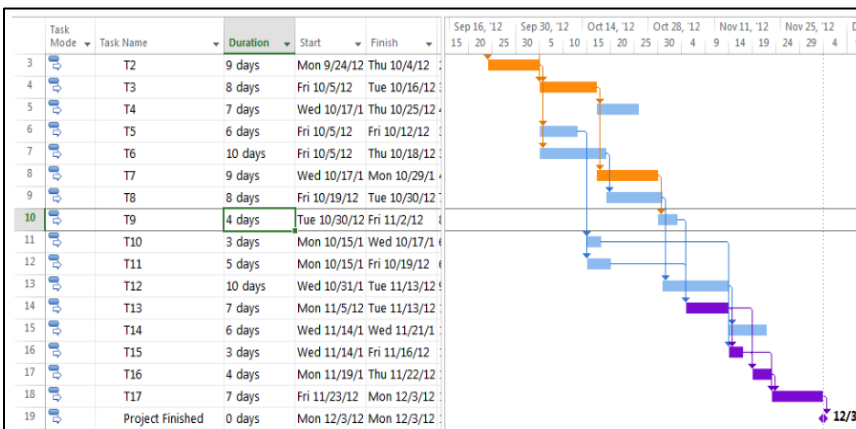 Task Mode Task Name Duration Start Finish
Sep 16, '12 Sep 30, '12 Oct 14, '12 Oct 28, '12 Nov 11, '12 Nov 25, '12 D
15 20 25 30 5 10 15 20 25 30 4 9 14 19 24 29 4
3 T2 9 days Mon 9/24/12 Thu 10/4/12
4 T3 8 days Fri 10/5/12 Tue 10/16/12
5 T4 7 days Wed 10/17/1 Thu 10/25/12
6 T5 6 days Fri 10/5/12 Fri 10/12/12
7 T6 10 days Fri 10/5/12 Thu 10/18/12
8 T7 9 days Wed 10/17/1 Mon 10/29/1
9 T8 8 days Fri 10/19/12 Tue 10/30/12
10 T9 4 days Tue 10/30/12 Fri 11/2/12
11 T10 3 days Mon 10/15/1 Wed 10/17/1
12 T11 5 days Mon 10/15/1 Fri 10/19/12
13 T12 10 days Wed 10/31/1 Tue 11/13/12
14 T13 7 days Mon 11/5/12 Tue 11/13/12
15 T14 6 days Wed 11/14/1 Wed 11/21/1
16 T15 3 days Wed 11/14/1 Fri 11/16/12
17 T16 4 days Mon 11/19/1 Thu 11/22/12
18 T17 7 days Fri 11/23/12 Mon 12/3/12
19 Project Finished 0 days Mon 12/3/12 Mon 12/3/12 12/3